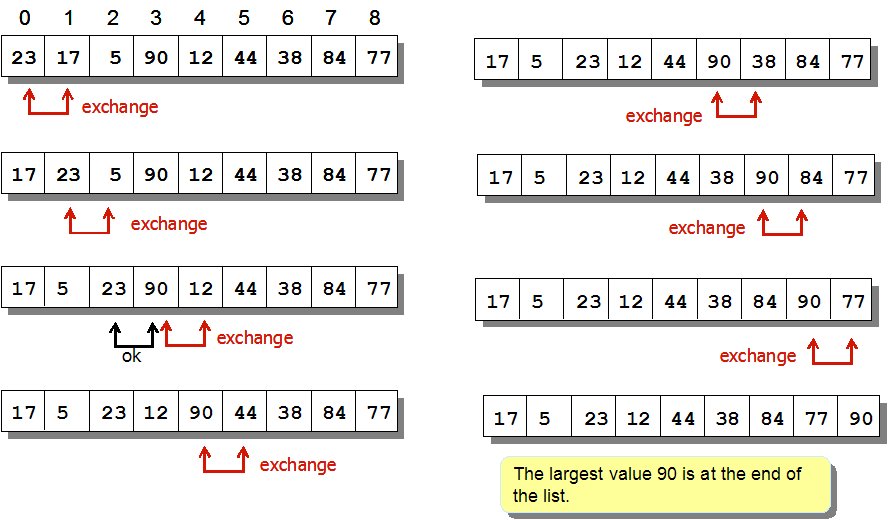 0 1 2 3 4 5 6 7 8
23 17 5 90 12 44 38 84 77
exchange
17 23 5 90 12 44 38 84 77
exchange
17 5 23 90 12 44 38 84 77
ok
exchange
17 5 23 12 90 44 38 84 77
exchange
17 5 23 12 44 90 38 84 77
exchange
17 5 23 12 44 38 90 84 77
exchange
17 5 23 12 44 38 84 90 77
exchange
17 5 23 12 44 38 84 77 90
The largest value 90 is at the end of
the list.